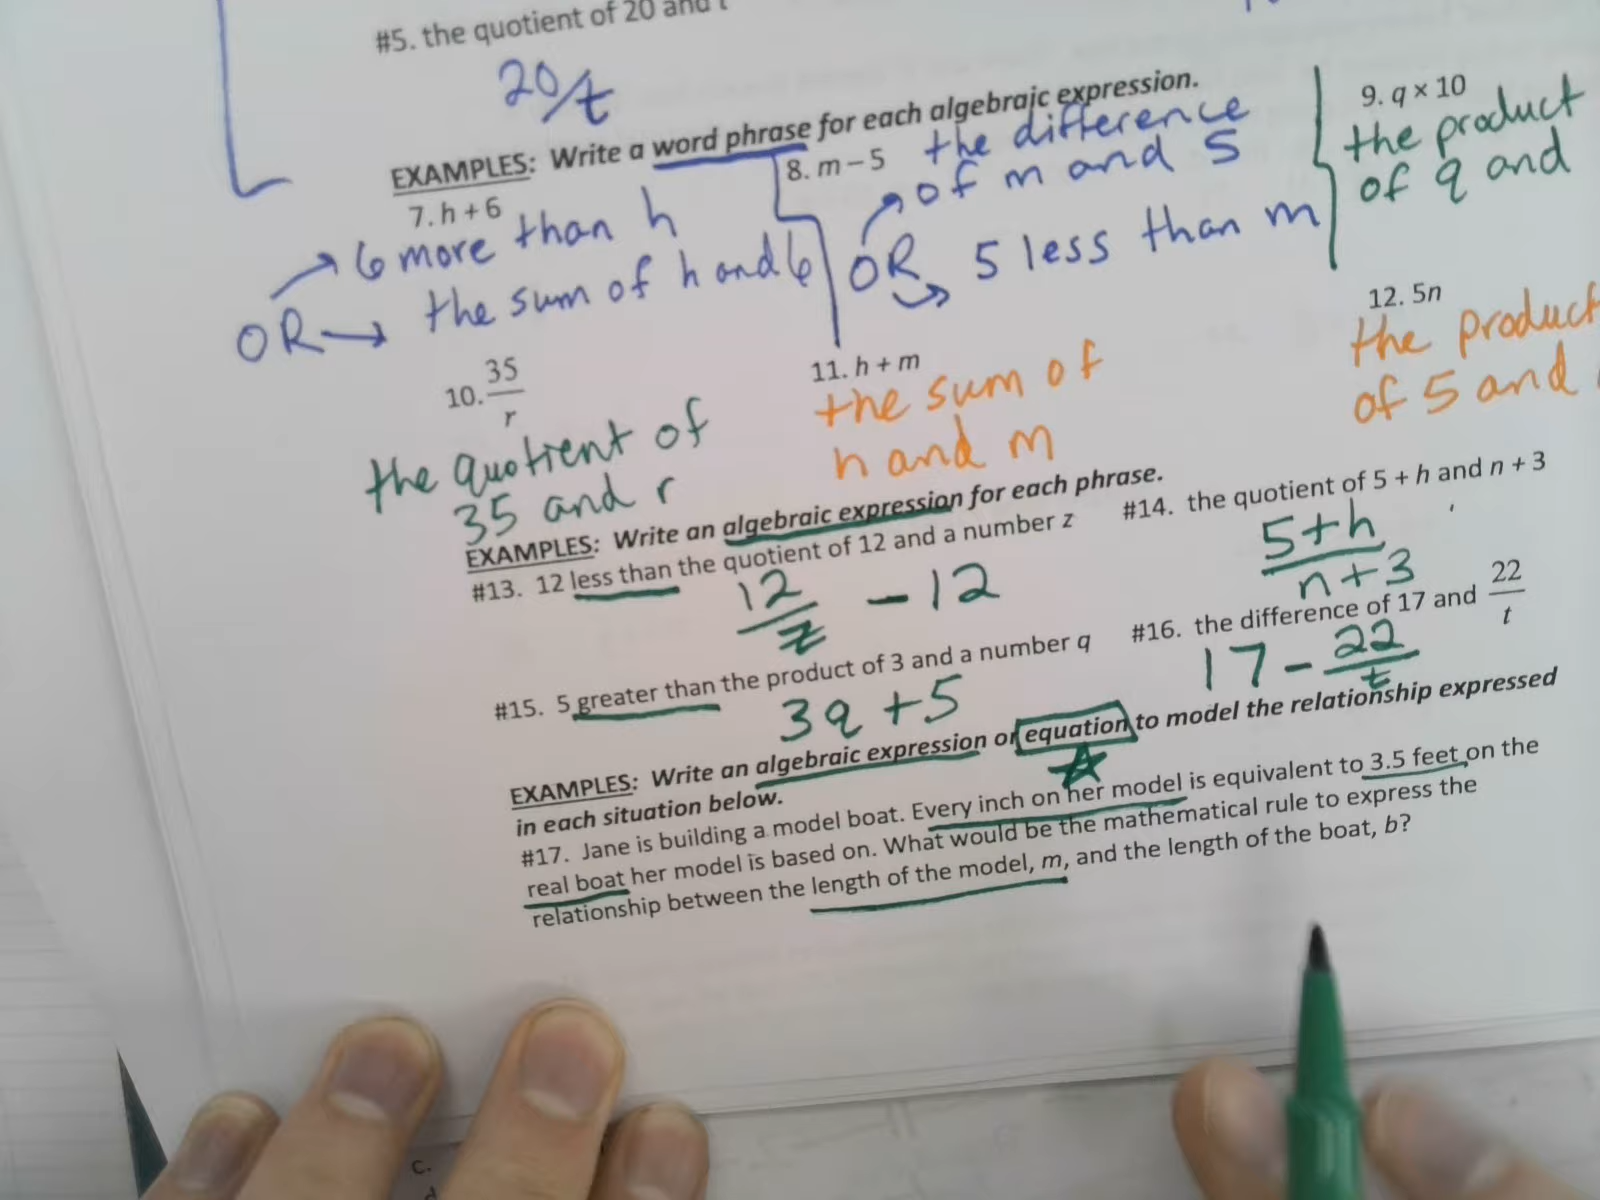 #5. the quotient of 20 and t
20/t
EXAMPLES: Write a word phrase for each algebraic expression.
7. h + 6
6 more than h
OR → the sum of h and 6
8. m – 5
the difference
of m and 5
OR 5 less than m
9. q × 10
the product
of q and
10. 35/r
the quotient of
35 and r
11. h + m
the sum of
h and m
12. 5n
the product
of 5 and
EXAMPLES: Write an algebraic expression for each phrase.
#13. 12 less than the quotient of 12 and a number z
12/z – 12
#14. the quotient of 5 + h and n + 3
5+h/n+3
#15. 5 greater than the product of 3 and a number q
3q + 5
#16. the difference of 17 and 22/t
17 – 22/t
EXAMPLES: Write an algebraic expression or equation to model the relationship expressed
in each situation below.
#17. Jane is building a model boat. Every inch on her model is equivalent to 3.5 feet on the
real boat her model is based on. What would be the mathematical rule to express the
relationship between the length of the model, m, and the length of the boat, b?
c.